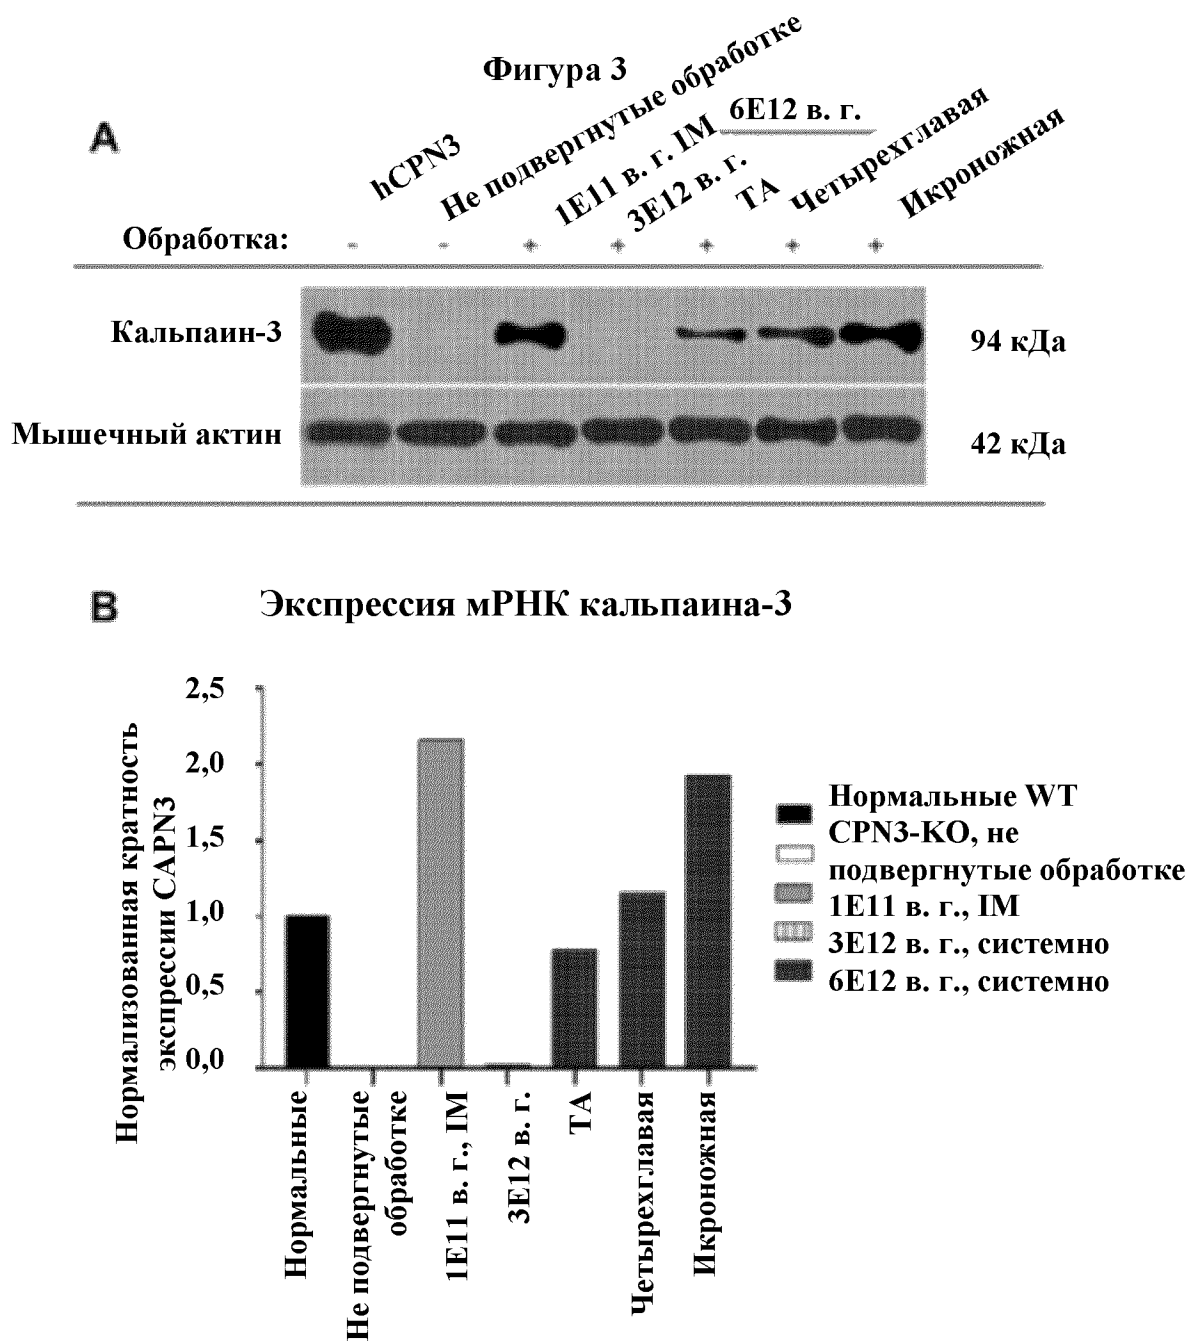 Фигура 3
A
hCPN3
Не подвергнутые обработке
1E11 в. г. IM
3E12 в. г.
6E12 в. г.
TA
Четырехглавая
Икроножная
Обработка: - - + + + + +
Кальпаин-3
94 кДа
Мышечный актин
42 кДа
B
Экспрессия мРНК кальпаина-3
Нормализованная кратность
экспрессии CAPN3
2,5
2,0
1,5
1,0
0,5
0,0
Нормальные
Не подвергнутые
обработке
1E11 в. г., IM
3E12 в. г.
TA
Четырехглавая
Икроножная
Нормальные WT
CPN3-KO, не
подвергнутые обработке
1E11 в. г., IM
3E12 в. г., системно
6E12 в. г., системно